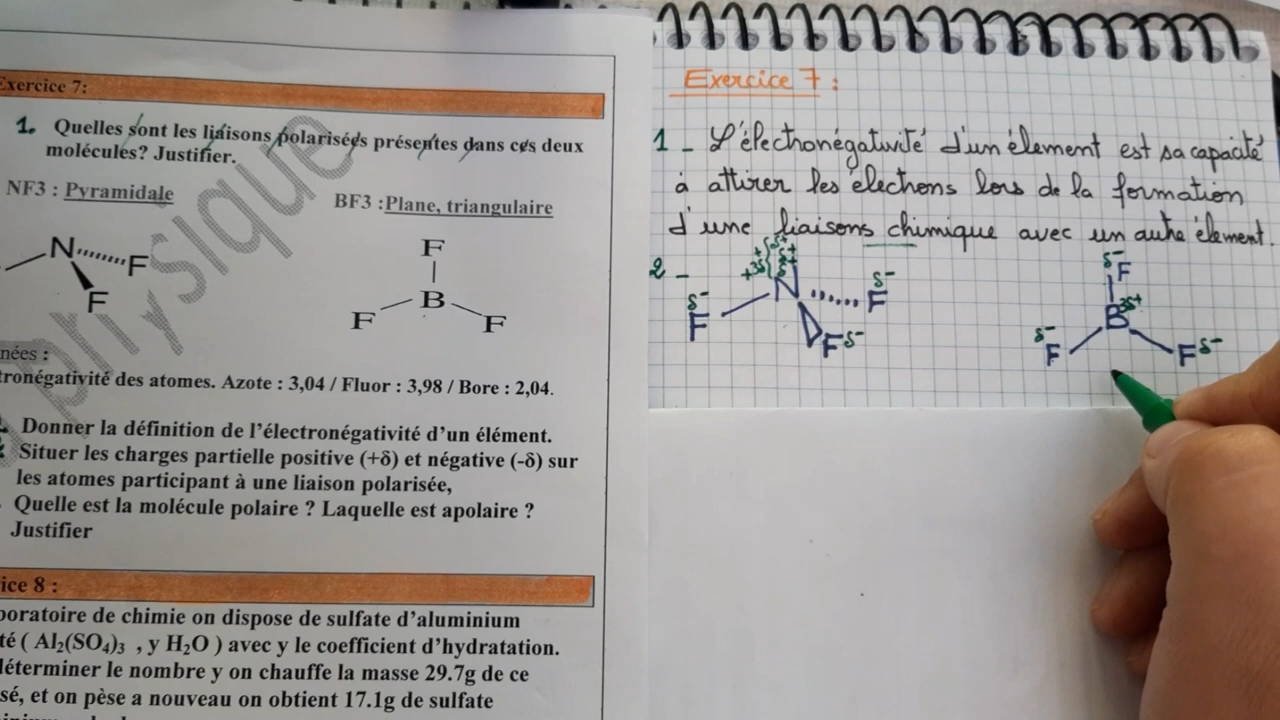 Exercice 7:
1. Quelles sont les liaisons polarisées présentes dans ces deux
molécules? Justifier.
NF3 : Pyramidale
BF3 :Plane, triangulaire
N F
F
F
B
F F
nées :
tronégativité des atomes. Azote : 3,04 / Fluor : 3,98 / Bore : 2,04.
Donner la définition de l'électronégativité d'un élément.
Situer les charges partielle positive (+δ) et négative (-δ) sur
les atomes participant à une liaison polarisée,
Quelle est la molécule polaire ? Laquelle est apolaire ?
Justifier
ice 8 :
boratoire de chimie on dispose de sulfate d'aluminium
té ( Al₂(SO₄)₃ , y H₂O ) avec y le coefficient d'hydratation.
déterminer le nombre y on chauffe la masse 29.7g de ce
sé, et on pèse a nouveau on obtient 17.1g de sulfate
physique
Exercice 7 :
1 - L'électronégativité d'un élement est sa capacité
à attirer les électrons lors de la formation
d'une liaisons chimique avec un autre élement.
2 -
N
δ- F
δ- F
F δ-
δ- F
B 3δ+
δ- F
F δ-